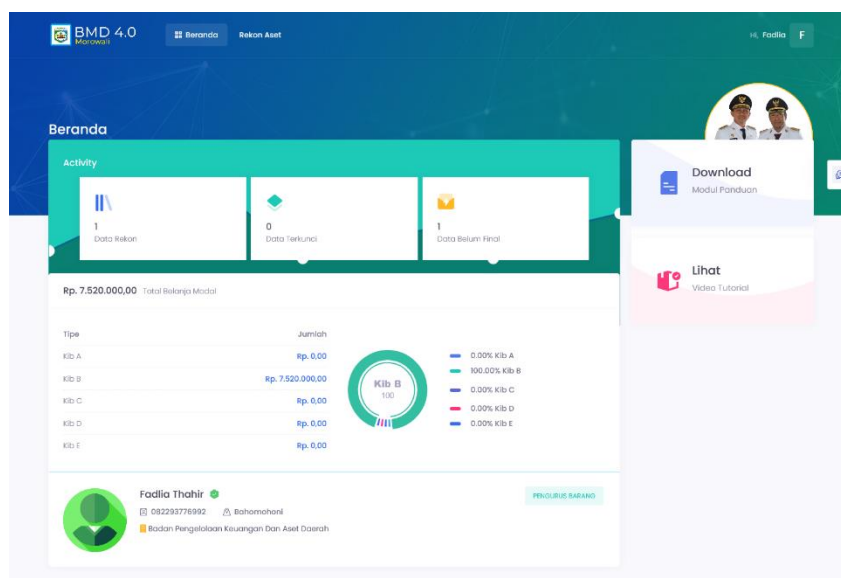 BMD 4.0
Morowali
Beranda
Rekon Aset
Hi, Fadlia
F
Beranda
Activity
1
Data Rekon
0
Data Terkunci
1
Data Belum Final
Download
Modul Panduan
Lihat
Video Tutorial
Rp. 7.520.000,00 Total Belanja Modal
Tipe Jumlah
Kib A Rp. 0,00
Kib B Rp. 7.520.000,00
Kib C Rp. 0,00
Kib D Rp. 0,00
Kib E Rp. 0,00
Kib B
100
0.00% Kib A
100.00% Kib B
0.00% Kib C
0.00% Kib D
0.00% Kib E
Fadlia Thahir
082293776992 Bahomohoni
Badan Pengelolaan Keuangan Dan Aset Daerah
PENGURUS BARANG